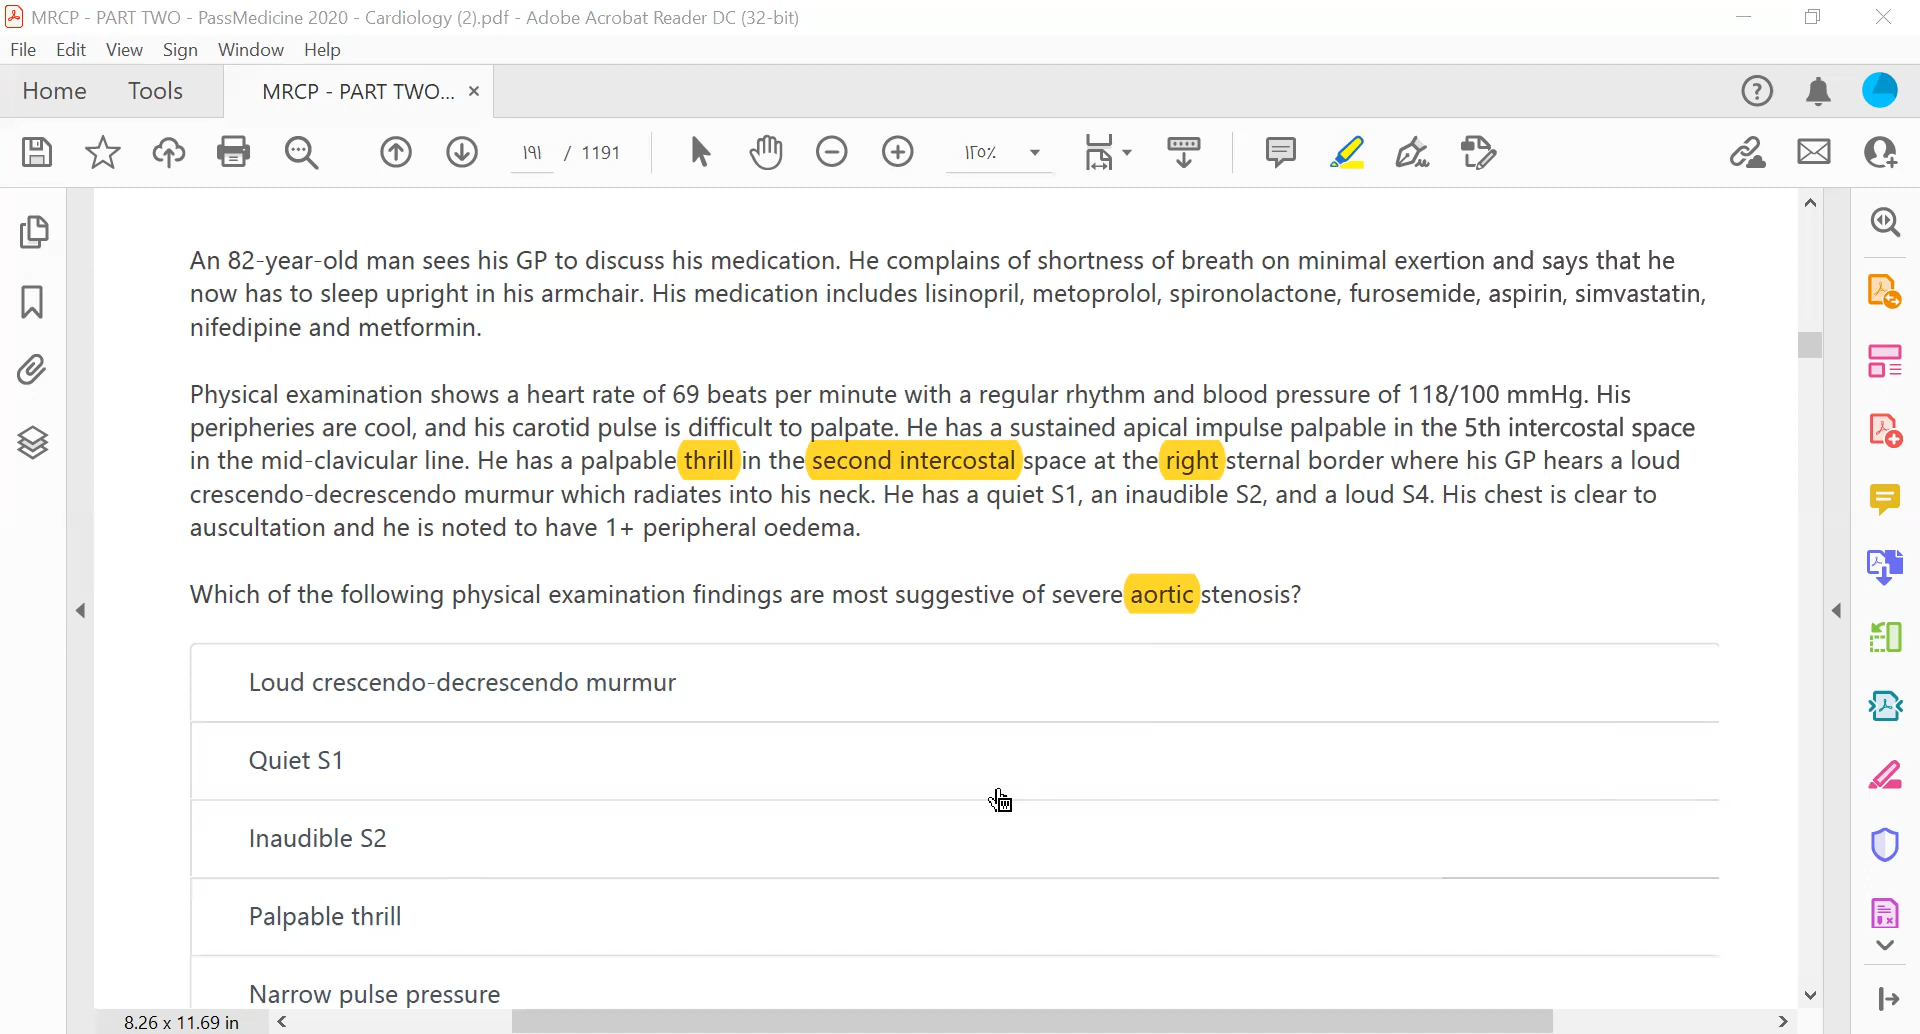 MRCP - PART TWO - PassMedicine 2020 - Cardiology (2).pdf - Adobe Acrobat Reader DC (32-bit)
File Edit View Sign Window Help
Home Tools MRCP - PART TWO... ×
١٩١ / 1191 ١٢٠٪
An 82-year-old man sees his GP to discuss his medication. He complains of shortness of breath on minimal exertion and says that he
now has to sleep upright in his armchair. His medication includes lisinopril, metoprolol, spironolactone, furosemide, aspirin, simvastatin,
nifedipine and metformin.
Physical examination shows a heart rate of 69 beats per minute with a regular rhythm and blood pressure of 118/100 mmHg. His
peripheries are cool, and his carotid pulse is difficult to palpate. He has a sustained apical impulse palpable in the 5th intercostal space
in the mid-clavicular line. He has a palpable thrill in the second intercostal space at the right sternal border where his GP hears a loud
crescendo-decrescendo murmur which radiates into his neck. He has a quiet S1, an inaudible S2, and a loud S4. His chest is clear to
auscultation and he is noted to have 1+ peripheral oedema.
Which of the following physical examination findings are most suggestive of severe aortic stenosis?
Loud crescendo-decrescendo murmur
Quiet S1
Inaudible S2
Palpable thrill
Narrow pulse pressure
8.26 x 11.69 in